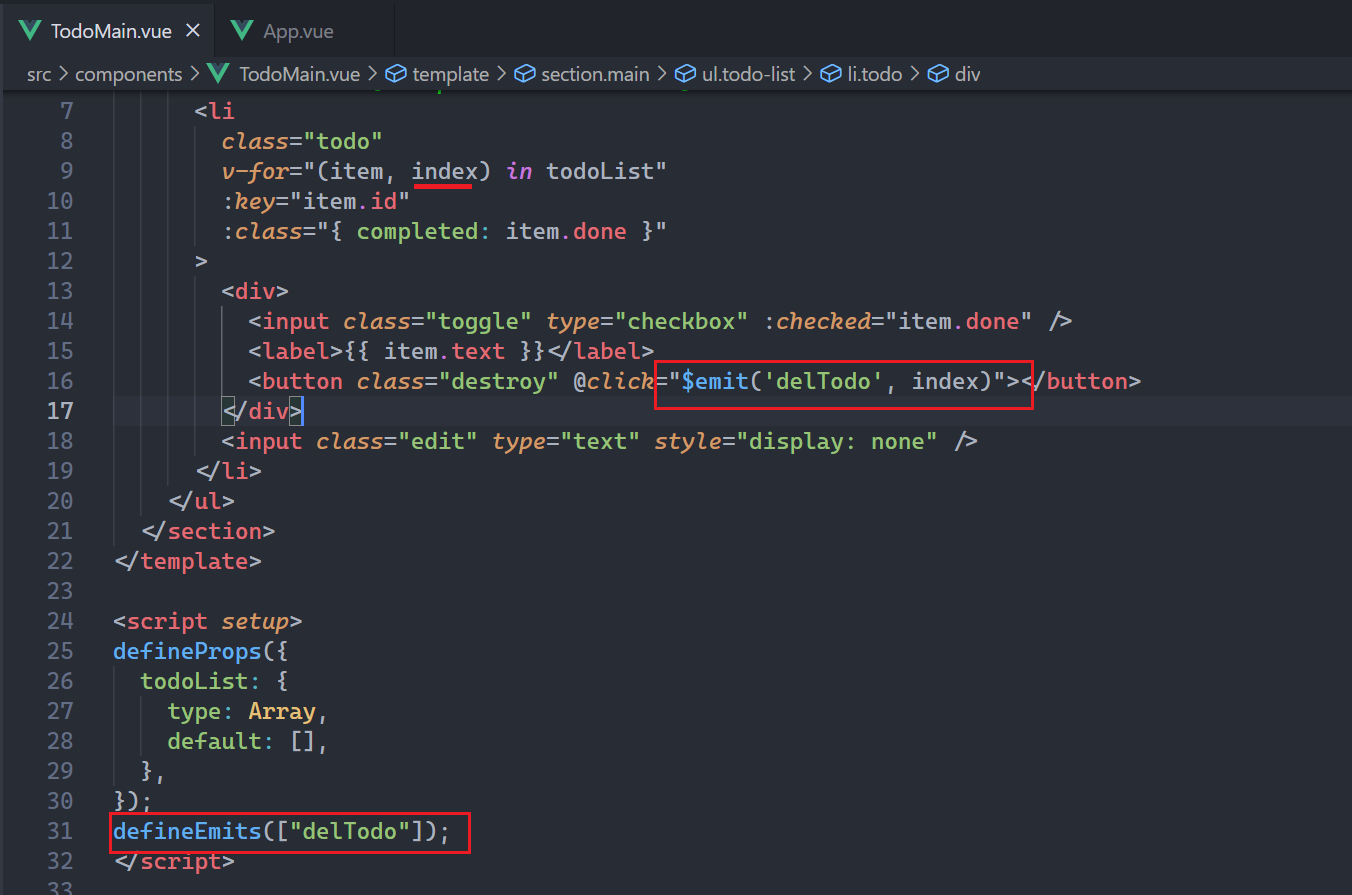 TodoMain.vue × App.vue
src > components > TodoMain.vue > template > section.main > ul.todo-list > li.todo > div
7 <li
8 class="todo"
9 v-for="(item, index) in todoList"
10 :key="item.id"
11 :class="{ completed: item.done }"
12 >
13 <div>
14 <input class="toggle" type="checkbox" :checked="item.done" />
15 <label>{{ item.text }}</label>
16 <button class="destroy" @click="$emit('delTodo', index)"></button>
17 </div>
18 <input class="edit" type="text" style="display: none" />
19 </li>
20 </ul>
21 </section>
22 </template>
23
24 <script setup>
25 defineProps({
26 todoList: {
27 type: Array,
28 default: [],
29 },
30 });
31 defineEmits(["delTodo"]);
32 </script>
33